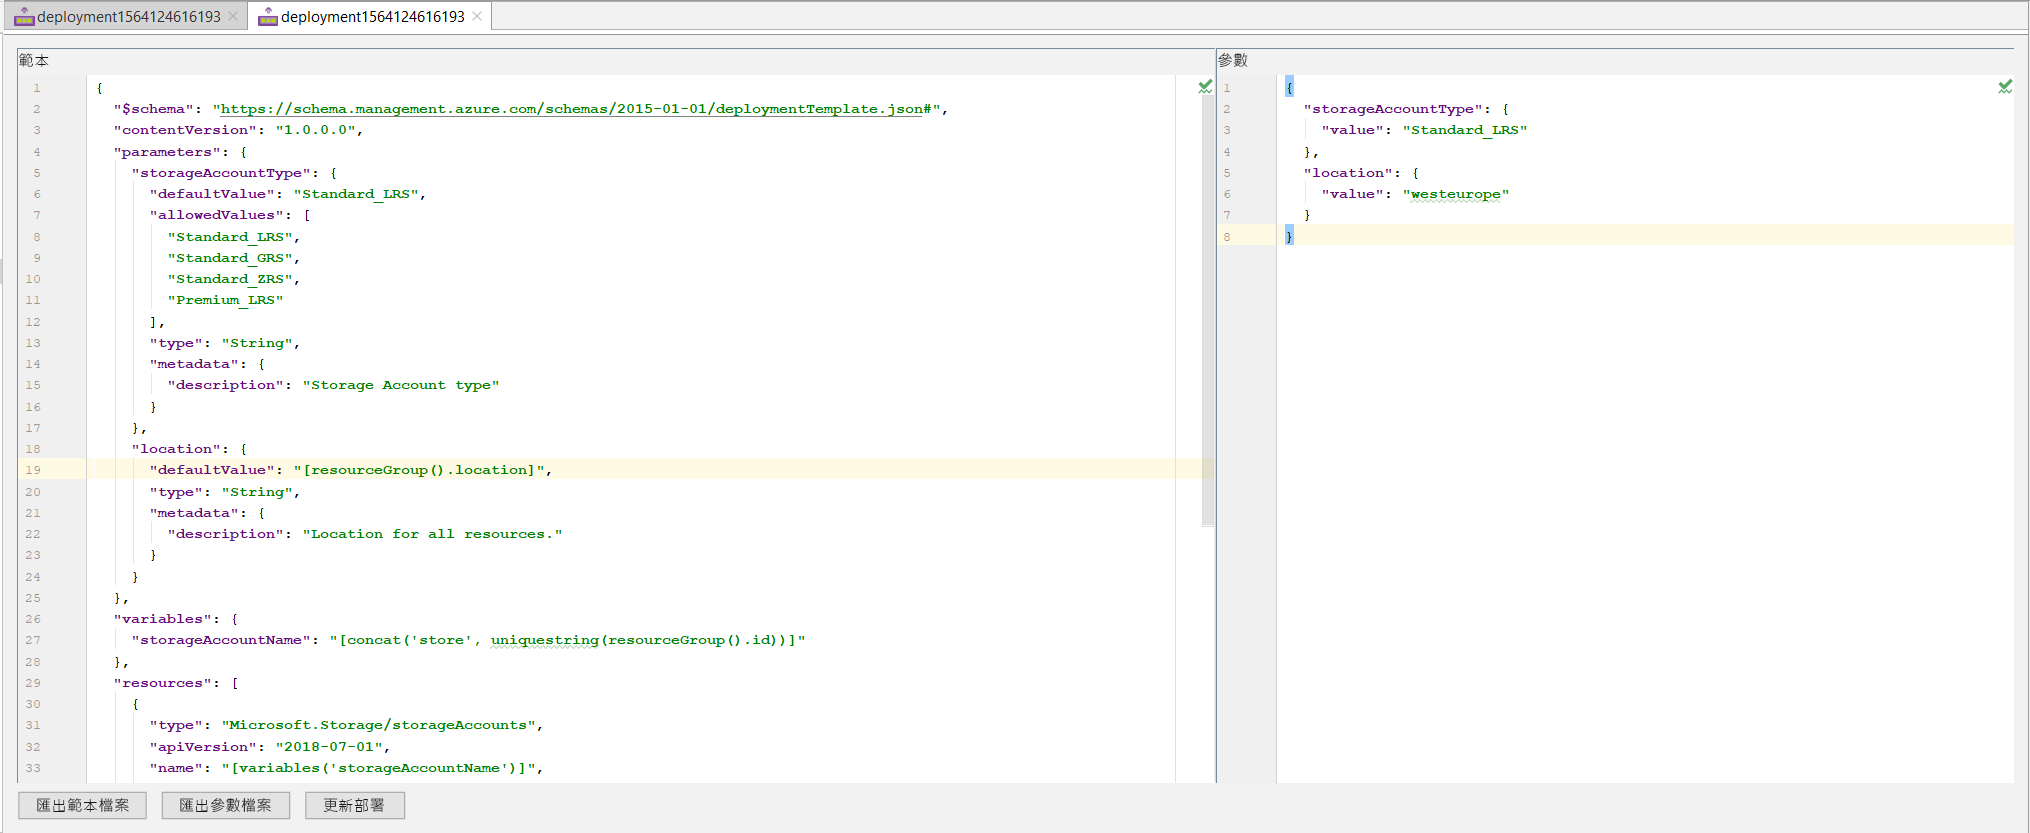 deployment1564124616193
deployment1564124616193
範本
1 {
2 "$schema": "https://schema.management.azure.com/schemas/2015-01-01/deploymentTemplate.json#",
3 "contentVersion": "1.0.0.0",
4 "parameters": {
5 "storageAccountType": {
6 "defaultValue": "Standard_LRS",
7 "allowedValues": [
8 "Standard_LRS",
9 "Standard_GRS",
10 "Standard_ZRS",
11 "Premium_LRS"
12 ],
13 "type": "String",
14 "metadata": {
15 "description": "Storage Account type"
16 }
17 },
18 "location": {
19 "defaultValue": "[resourceGroup().location]",
20 "type": "String",
21 "metadata": {
22 "description": "Location for all resources."
23 }
24 }
25 },
26 "variables": {
27 "storageAccountName": "[concat('store', uniquestring(resourceGroup().id))]"
28 },
29 "resources": [
30 {
31 "type": "Microsoft.Storage/storageAccounts",
32 "apiVersion": "2018-07-01",
33 "name": "[variables('storageAccountName')]",
參數
1 {
2 "storageAccountType": {
3 "value": "Standard_LRS"
4 },
5 "location": {
6 "value": "westeurope"
7 }
8 }
匯出範本檔案
匯出參數檔案
更新部署